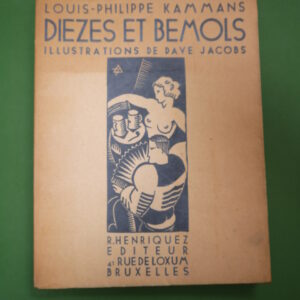 LOUIS-PHILIPPE KAMMANS
DIEZES ET BEMOLS
ILLUSTRATIONS DE DAVE JACOBS
R. HENRIQUEZ
EDITEUR
41 RUE DE LOXUM
BRUXELLES